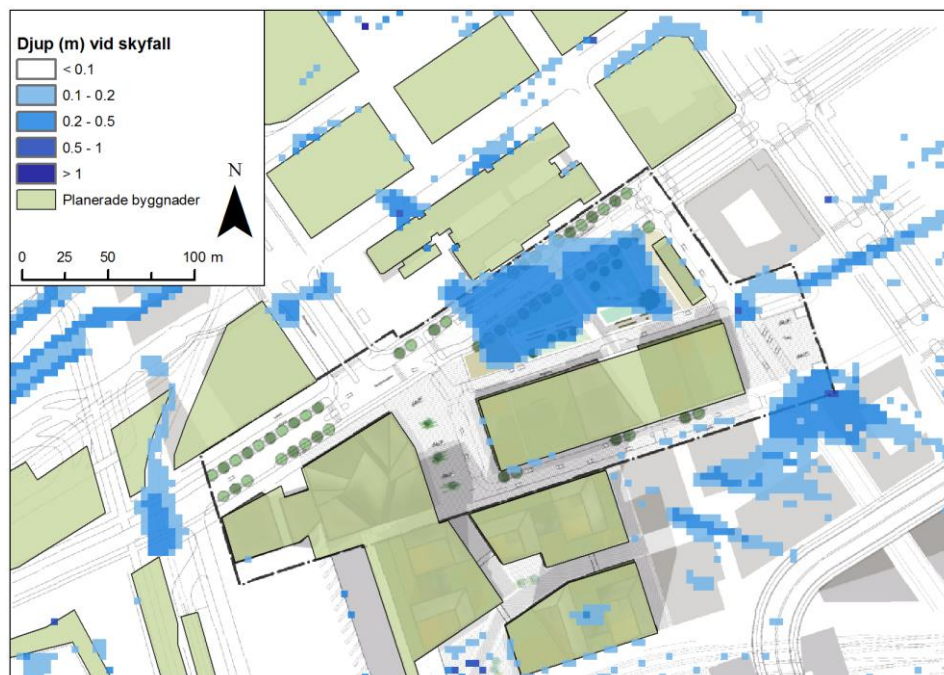 Djup (m) vid skyfall
< 0.1
0.1 - 0.2
0.2 - 0.5
0.5 - 1
> 1
Planerade byggnader
N
0 25 50 100 m